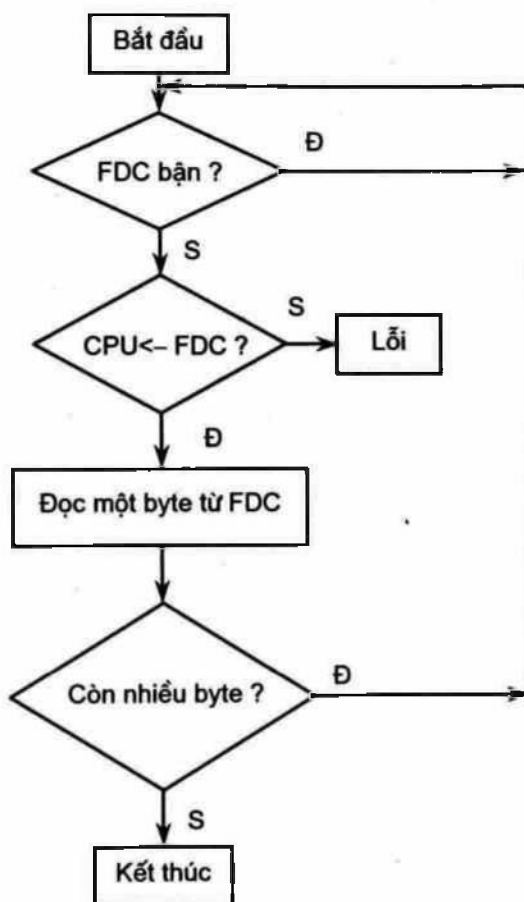 Bắt đầu
FDC bận ?
Đ
S
CPU<– FDC ?
S
Lỗi
Đ
Đọc một byte từ FDC
Còn nhiều byte ?
Đ
S
Kết thúc